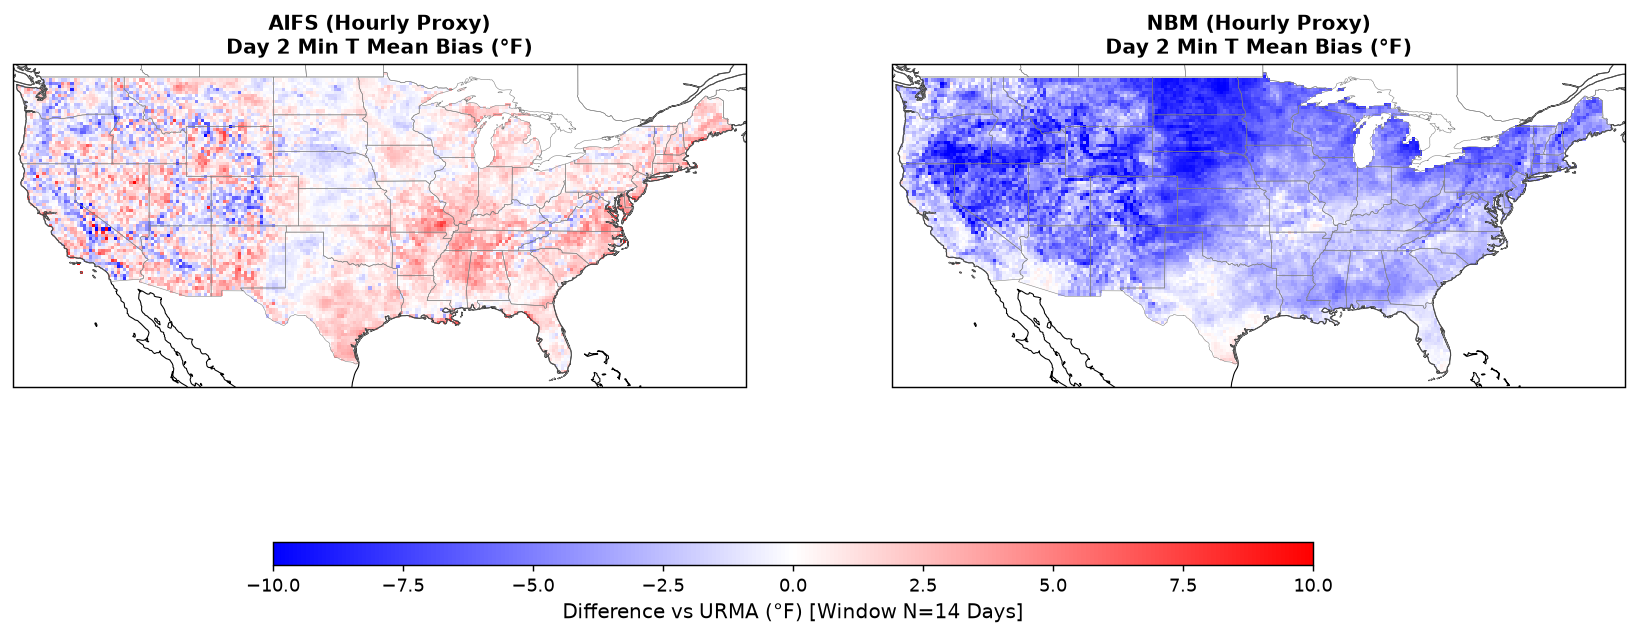 AIFS (Hourly Proxy)
Day 2 Min T Mean Bias (°F)
NBM (Hourly Proxy)
Day 2 Min T Mean Bias (°F)
−10.0 −7.5 −5.0 −2.5 0.0 2.5 5.0 7.5 10.0
Difference vs URMA (°F) [Window N=14 Days]